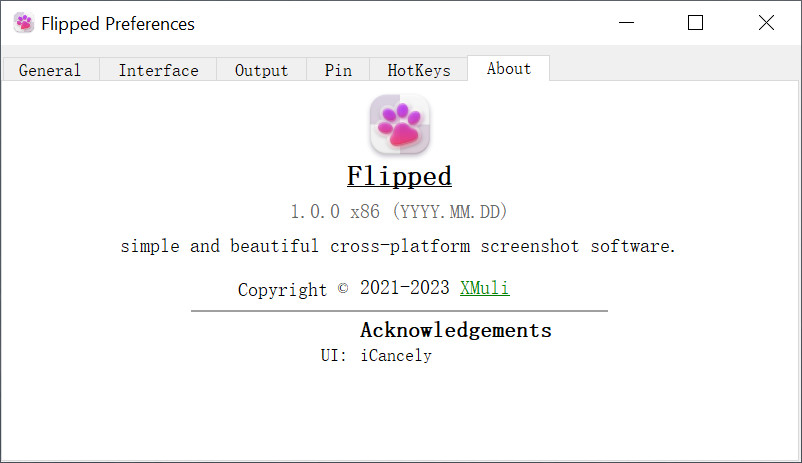 Flipped Preferences
General Interface Output Pin HotKeys About
Flipped
1.0.0 x86 (YYYY.MM.DD)
simple and beautiful cross-platform screenshot software.
Copyright © 2021-2023 XMuli
Acknowledgements
UI: iCancely